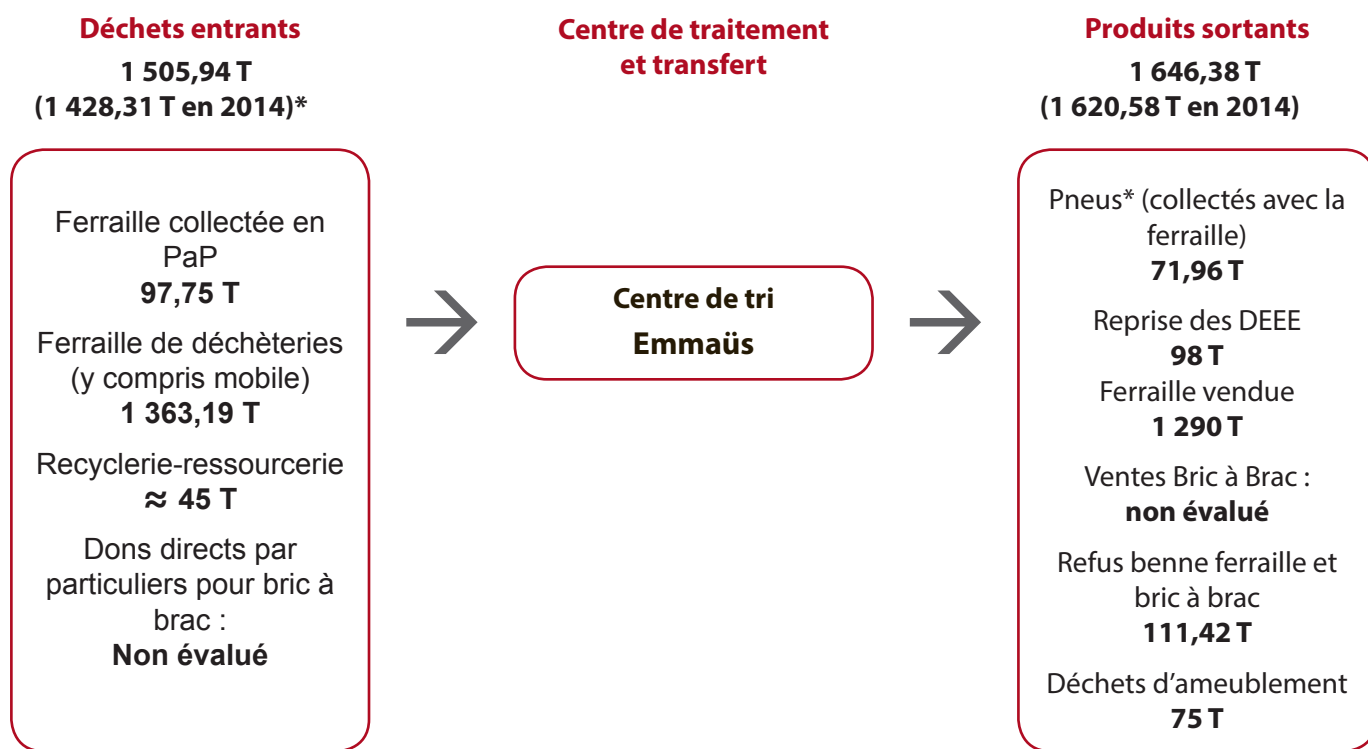 Déchets entrants
1 505,94 T
(1 428,31 T en 2014)*
Ferraille collectée en
PaP
97,75 T
Ferraille de déchèteries
(y compris mobile)
1 363,19 T
Recyclerie-ressourcerie
≈ 45 T
Dons directs par
particuliers pour bric à
brac :
Non évalué
Centre de traitement
et transfert
Centre de tri
Emmaüs
Produits sortants
1 646,38 T
(1 620,58 T en 2014)
Pneus* (collectés avec la
ferraille)
71,96 T
Reprise des DEEE
98 T
Ferraille vendue
1 290 T
Ventes Bric à Brac :
non évalué
Refus benne ferraille et
bric à brac
111,42 T
Déchets d’ameublement
75 T